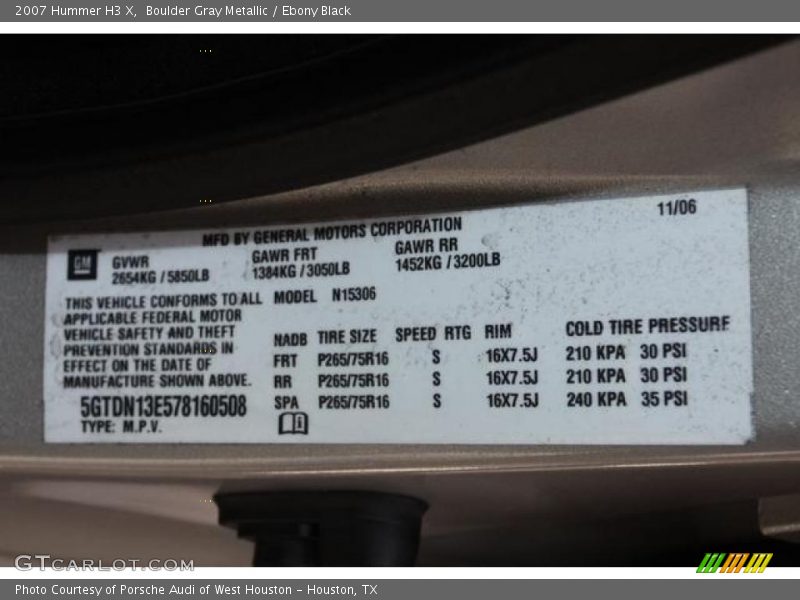 2007 Hummer H3 X, Boulder Gray Metallic / Ebony Black
11/06
MFD BY GENERAL MOTORS CORPORATION
GM
GVWR GAWR FRT GAWR RR
2654KG / 5850LB 1384KG / 3050LB 1452KG / 3200LB
THIS VEHICLE CONFORMS TO ALL
APPLICABLE FEDERAL MOTOR
VEHICLE SAFETY AND THEFT
PREVENTION STANDARDS IN
EFFECT ON THE DATE OF
MANUFACTURE SHOWN ABOVE.
5GTDN13E578160508
TYPE: M.P.V.
MODEL N15306
NADB TIRE SIZE SPEED RTG RIM COLD TIRE PRESSURE
FRT P265/75R16 S 16X7.5J 210 KPA 30 PSI
RR P265/75R16 S 16X7.5J 210 KPA 30 PSI
SPA P265/75R16 S 16X7.5J 240 KPA 35 PSI
GTCARLOT.COM
Photo Courtesy of Porsche Audi of West Houston - Houston, TX